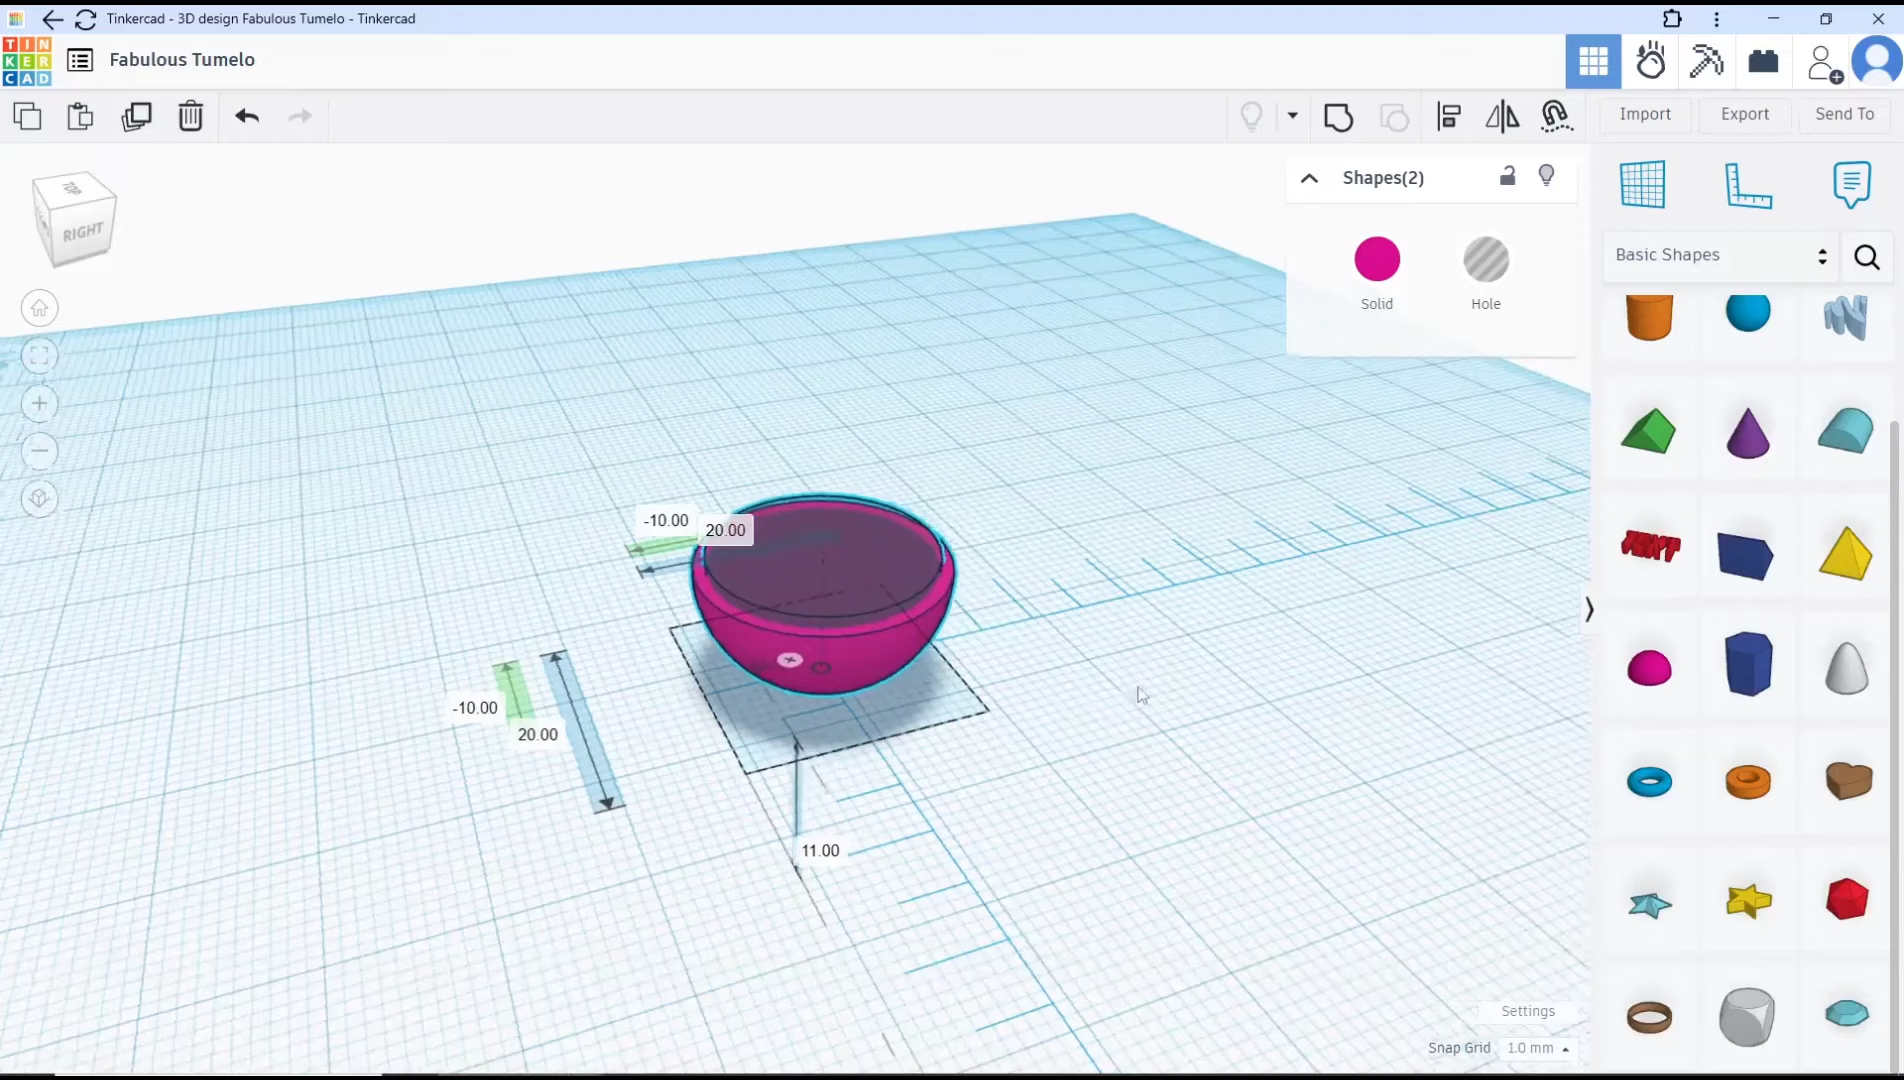 Tinkercad - 3D design Fabulous Tumelo - Tinkercad
TIN
KER
CAD
Fabulous Tumelo
Import
Export
Send To
TOP
RIGHT
Shapes(2)
Solid
Hole
Basic Shapes
TEXT
-10.00
20.00
-10.00
20.00
11.00
Settings
Snap Grid
1.0 mm